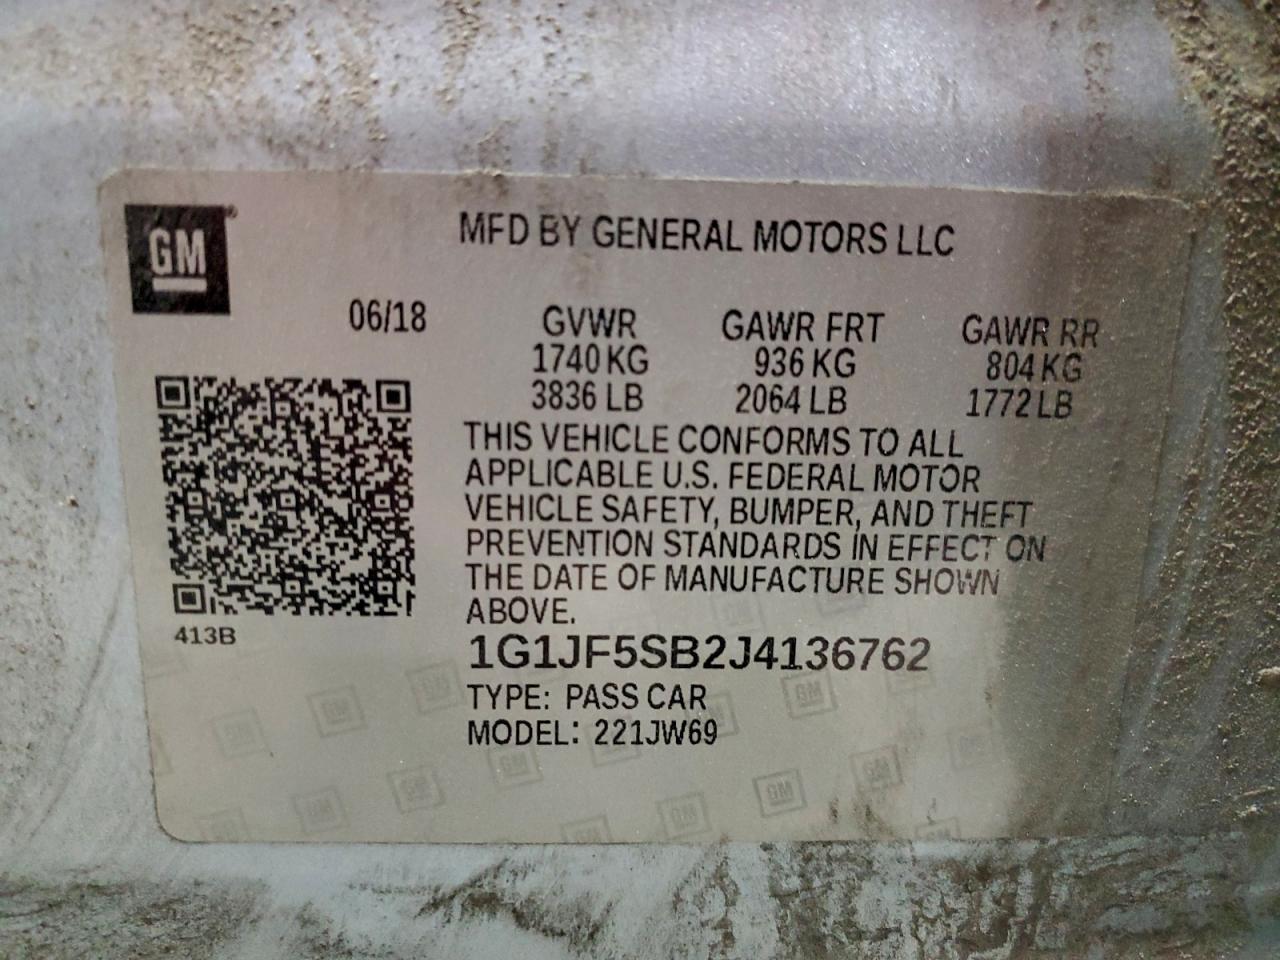 GM
MFD BY GENERAL MOTORS LLC
06/18 GVWR GAWR FRT GAWR RR
1740 KG 936 KG 804 KG
3836 LB 2064 LB 1772 LB
THIS VEHICLE CONFORMS TO ALL
APPLICABLE U.S. FEDERAL MOTOR
VEHICLE SAFETY, BUMPER, AND THEFT
PREVENTION STANDARDS IN EFFECT ON
THE DATE OF MANUFACTURE SHOWN
ABOVE.
413B
1G1JF5SB2J4136762
TYPE: PASS CAR
MODEL: 221JW69